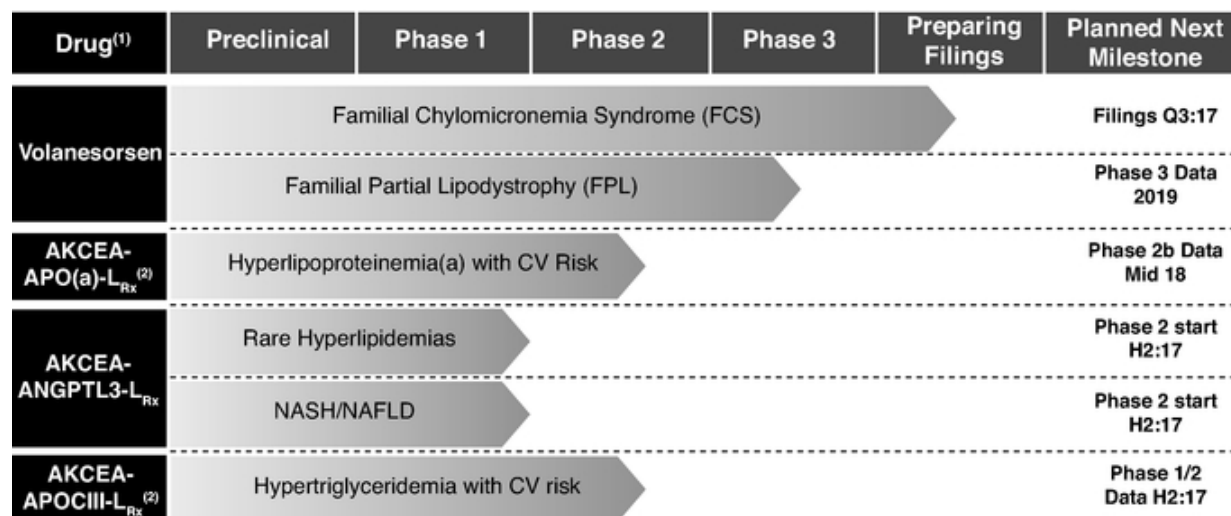 Drug(1) Preclinical Phase 1 Phase 2 Phase 3 Preparing Filings Planned Next Milestone
Volanesorsen
Familial Chylomicronemia Syndrome (FCS)
Filings Q3:17
Familial Partial Lipodystrophy (FPL)
Phase 3 Data
2019
AKCEA-
APO(a)-LRx(2)
Hyperlipoproteinemia(a) with CV Risk
Phase 2b Data
Mid 18
AKCEA-
ANGPTL3-LRx
Rare Hyperlipidemias
Phase 2 start
H2:17
NASH/NAFLD
Phase 2 start
H2:17
AKCEA-
APOCIII-LRx(2)
Hypertriglyceridemia with CV risk
Phase 1/2
Data H2:17